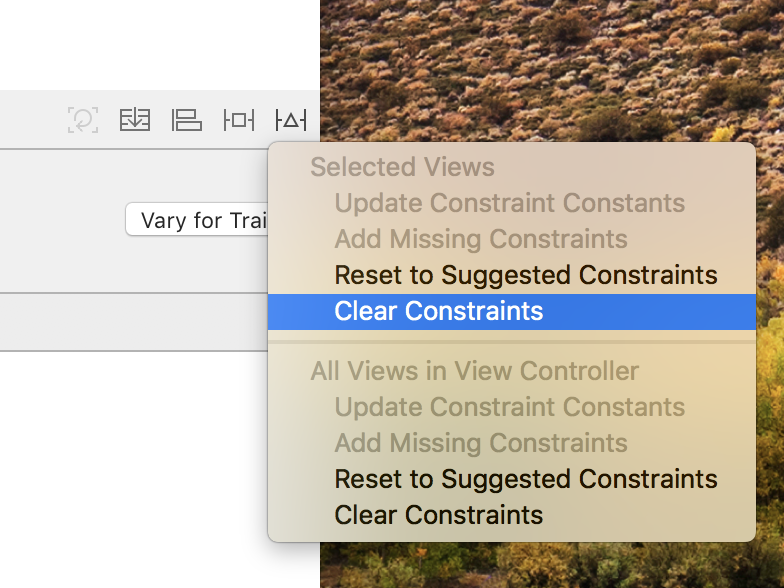 Vary for Trai
Selected Views
Update Constraint Constants
Add Missing Constraints
Reset to Suggested Constraints
Clear Constraints
All Views in View Controller
Update Constraint Constants
Add Missing Constraints
Reset to Suggested Constraints
Clear Constraints